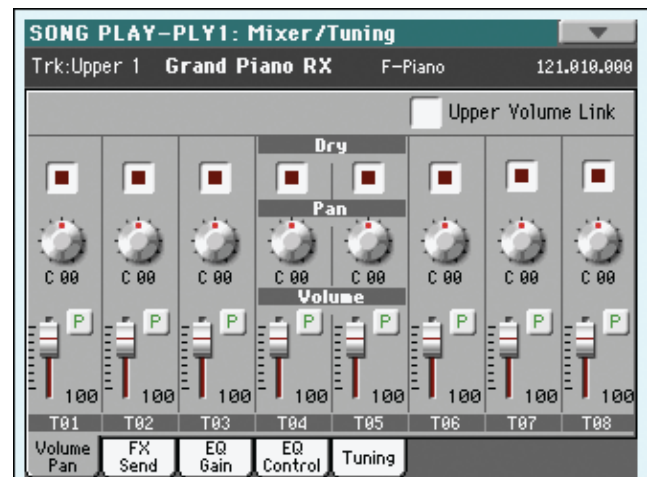 SONG PLAY-PLY1: Mixer/Tuning
Trk:Upper 1 Grand Piano RX F-Piano 121.010.000
Upper Volume Link
Dry
Pan
C 00 C 00 C 00 C 00 C 00 C 00 C 00 C 00
Volume
P P P P P P P P
100 100 100 100 100 100 100 100
T01 T02 T03 T04 T05 T06 T07 T08
Volume Pan FX Send EQ Gain EQ Control Tuning